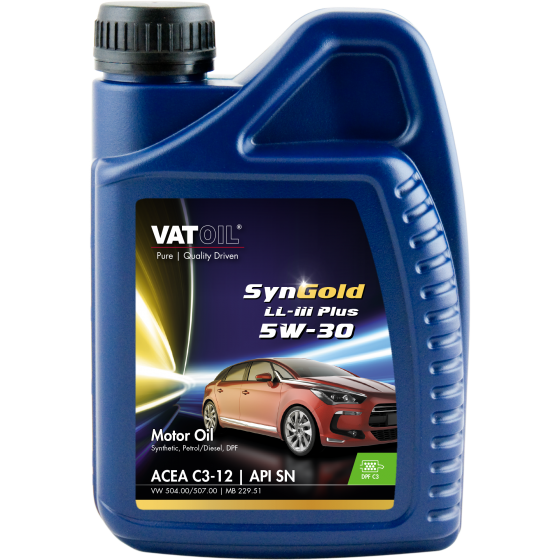 VATOIL®
Pure | Quality Driven
SynGold
LL-iii Plus
5W-30
Motor Oil
Synthetic, Petrol/Diesel, DPF
ACEA C3-12 | API SN
VW 504.00/507.00 | MB 229.51
DPF C3